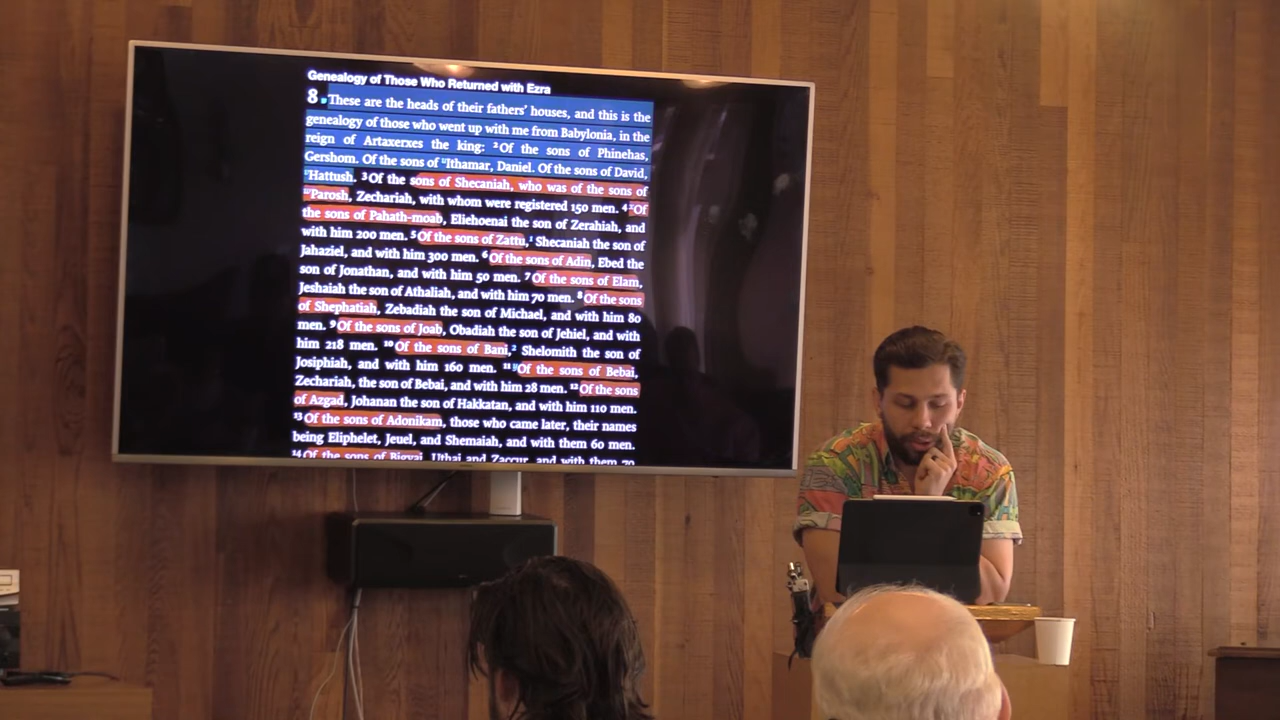 Genealogy of Those Who Returned with Ezra
8 These are the heads of their fathers' houses, and this is the
genealogy of those who went up with me from Babylonia, in the
reign of Artaxerxes the king: 2 Of the sons of Phinehas,
Gershom. Of the sons of uIthamar, Daniel. Of the sons of David,
vHattush. 3 Of the sons of Shecaniah, who was of the sons of
wParosh, Zechariah, with whom were registered 150 men. 4 xOf
the sons of Pahath-moab, Eliehoenai the son of Zerahiah, and
with him 200 men. 5 Of the sons of Zattu,1 Shecaniah the son of
Jahaziel, and with him 300 men. 6 Of the sons of Adin, Ebed the
son of Jonathan, and with him 50 men. 7 Of the sons of Elam,
Jeshaiah the son of Athaliah, and with him 70 men. 8 Of the sons
of Shephatiah, Zebadiah the son of Michael, and with him 80
men. 9 Of the sons of Joab, Obadiah the son of Jehiel, and with
him 218 men. 10 Of the sons of Bani,2 Shelomith the son of
Josiphiah, and with him 160 men. 11 yOf the sons of Bebai,
Zechariah, the son of Bebai, and with him 28 men. 12 Of the sons
of Azgad, Johanan the son of Hakkatan, and with him 110 men.
13 Of the sons of Adonikam, those who came later, their names
being Eliphelet, Jeuel, and Shemaiah, and with them 60 men.
14 Of the sons of Bigvai, Uthai and Zaccur, and with them 70